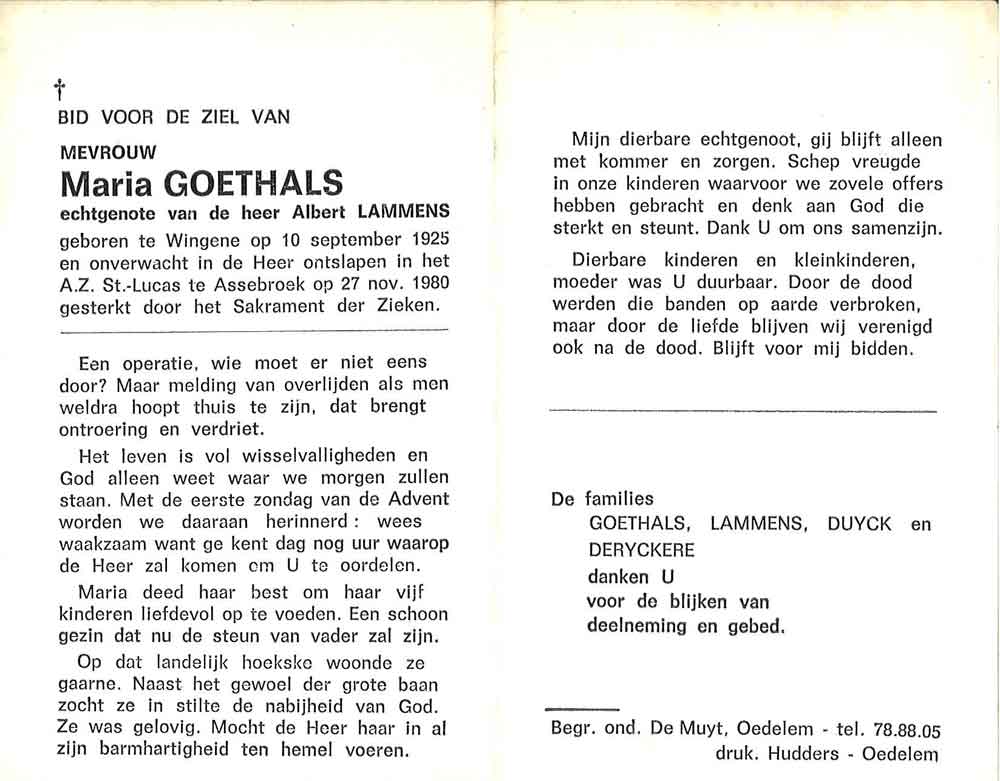 †
BID VOOR DE ZIEL VAN
MEVROUW
Maria GOETHALS
echtgenote van de heer Albert LAMMENS
geboren te Wingene op 10 september 1925
en onverwacht in de Heer ontslapen in het
A.Z. St.-Lucas te Assebroek op 27 nov. 1980
gesterkt door het Sakrament der Zieken.
Een operatie, wie moet er niet eens
door? Maar melding van overlijden als men
weldra hoopt thuis te zijn, dat brengt
ontroering en verdriet.
Het leven is vol wisselvalligheden en
God alleen weet waar we morgen zullen
staan. Met de eerste zondag van de Advent
worden we daaraan herinnerd : wees
waakzaam want ge kent dag nog uur waarop
de Heer zal komen om U te oordelen.
Maria deed haar best om haar vijf
kinderen liefdevol op te voeden. Een schoon
gezin dat nu de steun van vader zal zijn.
Op dat landelijk hoekske woonde ze
gaarne. Naast het gewoel der grote baan
zocht ze in stilte de nabijheid van God.
Ze was gelovig. Mocht de Heer haar in al
zijn barmhartigheid ten hemel voeren.
Mijn dierbare echtgenoot, gij blijft alleen
met kommer en zorgen. Schep vreugde
in onze kinderen waarvoor we zovele offers
hebben gebracht en denk aan God die
sterkt en steunt. Dank U om ons samenzijn.
Dierbare kinderen en kleinkinderen,
moeder was U duurbaar. Door de dood
werden die banden op aarde verbroken,
maar door de liefde blijven wij verenigd
ook na de dood. Blijft voor mij bidden.
De families
GOETHALS, LAMMENS, DUYCK en
DERYCKERE
danken U
voor de blijken van
deelneming en gebed.
Begr. ond. De Muyt, Oedelem - tel. 78.88.05
druk. Hudders - Oedelem